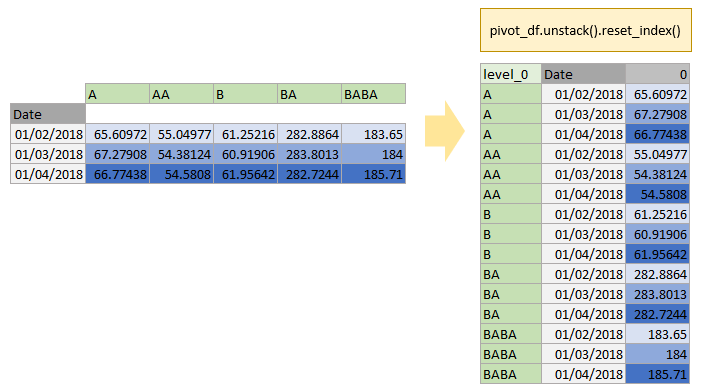 pivot_df.unstack().reset_index()
A AA B BA BABA
Date
01/02/2018 65.60972 55.04977 61.25216 282.8864 183.65
01/03/2018 67.27908 54.38124 60.91906 283.8013 184
01/04/2018 66.77438 54.5808 61.95642 282.7244 185.71
level_0 Date 0
A 01/02/2018 65.60972
A 01/03/2018 67.27908
A 01/04/2018 66.77438
AA 01/02/2018 55.04977
AA 01/03/2018 54.38124
AA 01/04/2018 54.5808
B 01/02/2018 61.25216
B 01/03/2018 60.91906
B 01/04/2018 61.95642
BA 01/02/2018 282.8864
BA 01/03/2018 283.8013
BA 01/04/2018 282.7244
BABA 01/02/2018 183.65
BABA 01/03/2018 184
BABA 01/04/2018 185.71